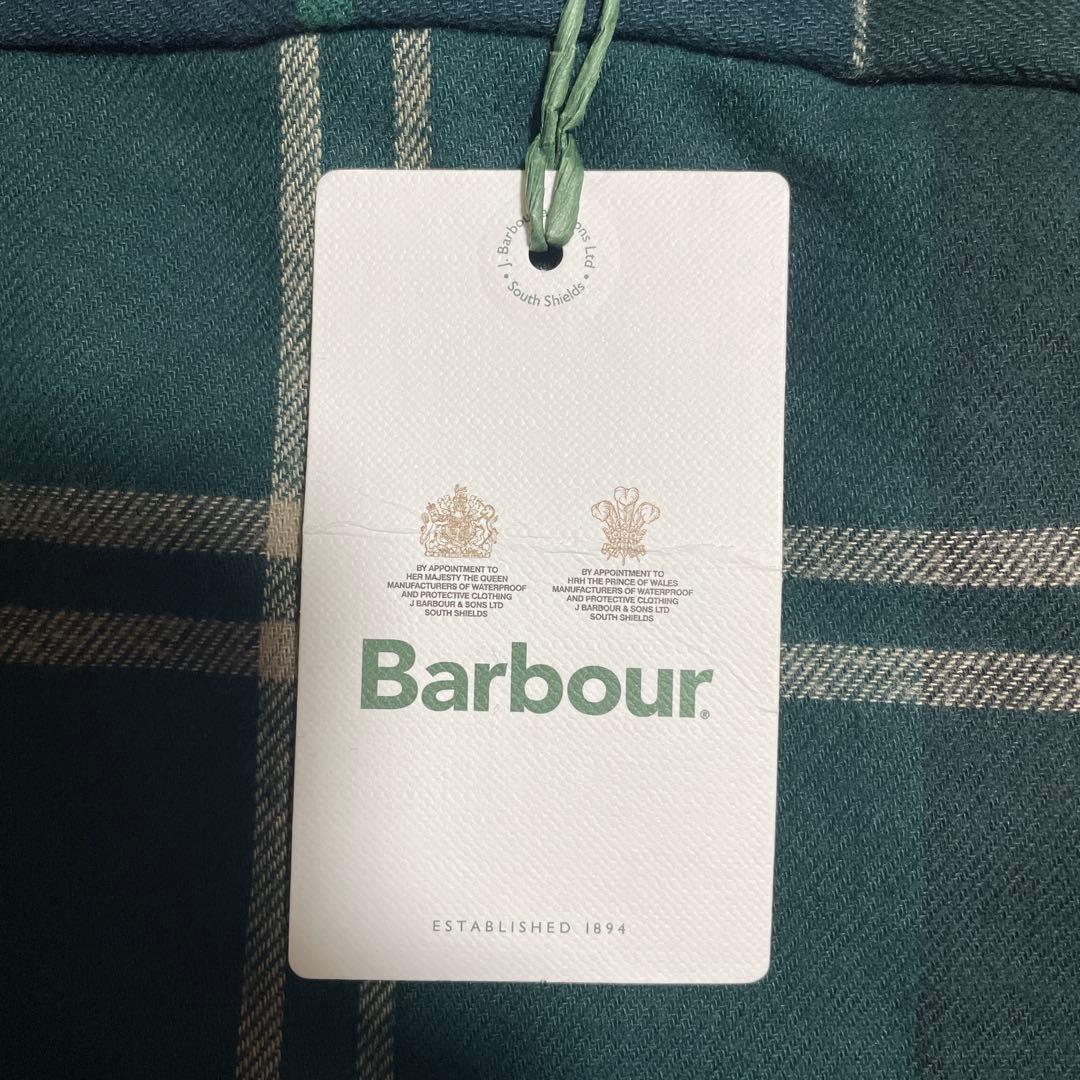 J. Barbou ons Ltd
• South Shields •
BY APPOINTMENT TO
HER MAJESTY THE QUEEN
MANUFACTURERS OF WATERPROOF
AND PROTECTIVE CLOTHING
J BARBOUR & SONS LTD
SOUTH SHIELDS
BY APPOINTMENT TO
HRH THE PRINCE OF WALES
MANUFACTURERS OF WATERPROOF
AND PROTECTIVE CLOTHING
J BARBOUR & SONS LTD
SOUTH SHIELDS
Barbour®
ESTABLISHED 1894